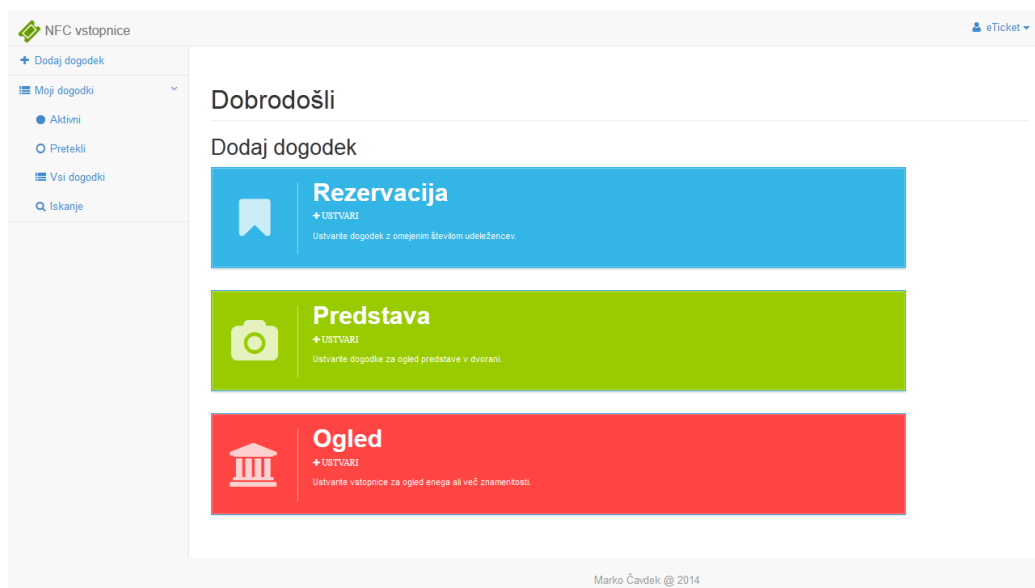 NFC vstopnice
eTicket
Dodaj dogodek
Moji dogodki
Aktivni
Pretekli
Vsi dogodki
Iskanje
Dobrodošli
Dodaj dogodek
Rezervacija
USTVARI
Ustvarite dogodek z omejenim številom udeležencev.
Predstava
USTVARI
Ustvarite dogodke za ogled predstave v dvorani.
Ogled
USTVARI
Ustvarite vstopnice za ogled enega ali več znamenitosti.
Marko Čavdek @ 2014